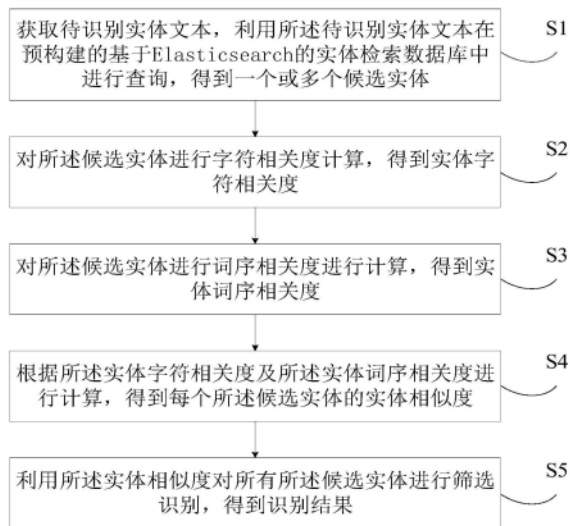 获取待识别实体文本，利用所述待识别实体文本在
S1
预构建的基于Elasticsearch的实体检索数据库中
进行查询，得到一个或多个候选实体
S2
对所述候选实体进行字符相关度计算，得到实体字
符相关度
S3
对所述候选实体进行词序相关度进行计算，得到实
体词序相关度
S4
根据所述实体字符相关度及所述实体词序相关度进
行计算，得到每个所述候选实体的实体相似度
S5
利用所述实体相似度对所有所述候选实体进行筛选
识别，得到识别结果